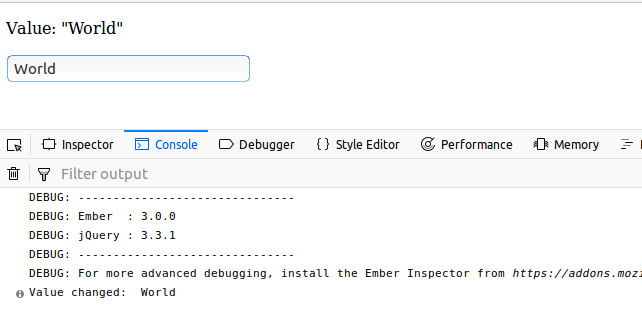 Value: "World"
World
Inspector Console Debugger Style Editor Performance Memory
Filter output
DEBUG: -------------------------------
DEBUG: Ember  : 3.0.0
DEBUG: jQuery : 3.3.1
DEBUG: -------------------------------
DEBUG: For more advanced debugging, install the Ember Inspector from https://addons.mozi
Value changed:  World